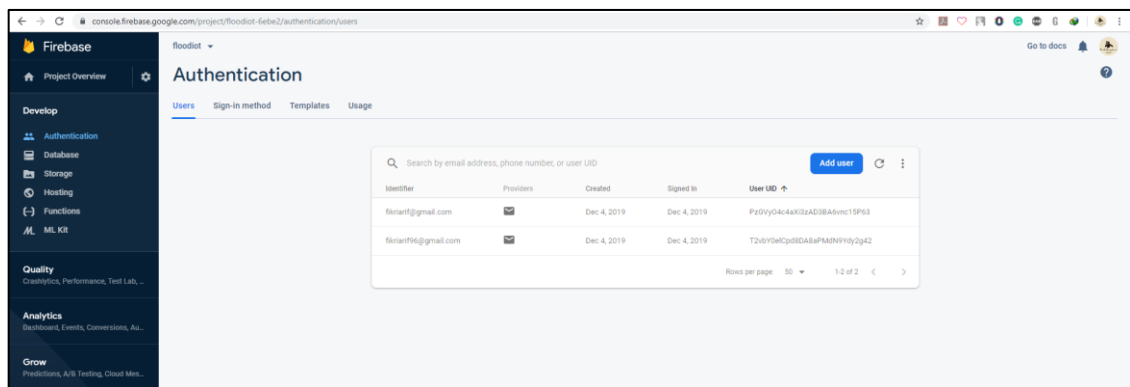 console.firebase.google.com/project/floodiot-6ebe2/authentication/users
Firebase
floodiot
Go to docs
Project Overview
Authentication
Develop
Users Sign-in method Templates Usage
Authentication
Database
Storage
Hosting
Functions
ML Kit
Search by email address, phone number, or user UID
Add user
Identifier Providers Created Signed In User UID
fikriarif@gmail.com Dec 4, 2019 Dec 4, 2019
fikriarif96@gmail.com Dec 4, 2019 Dec 4, 2019
Rows per page 50 1-2 of 2
Quality
Crashlytics, Performance, Test Lab, ...
Analytics
Dashboard, Events, Conversions, Au...
Grow
Predictions, A/B Testing, Cloud Mes...